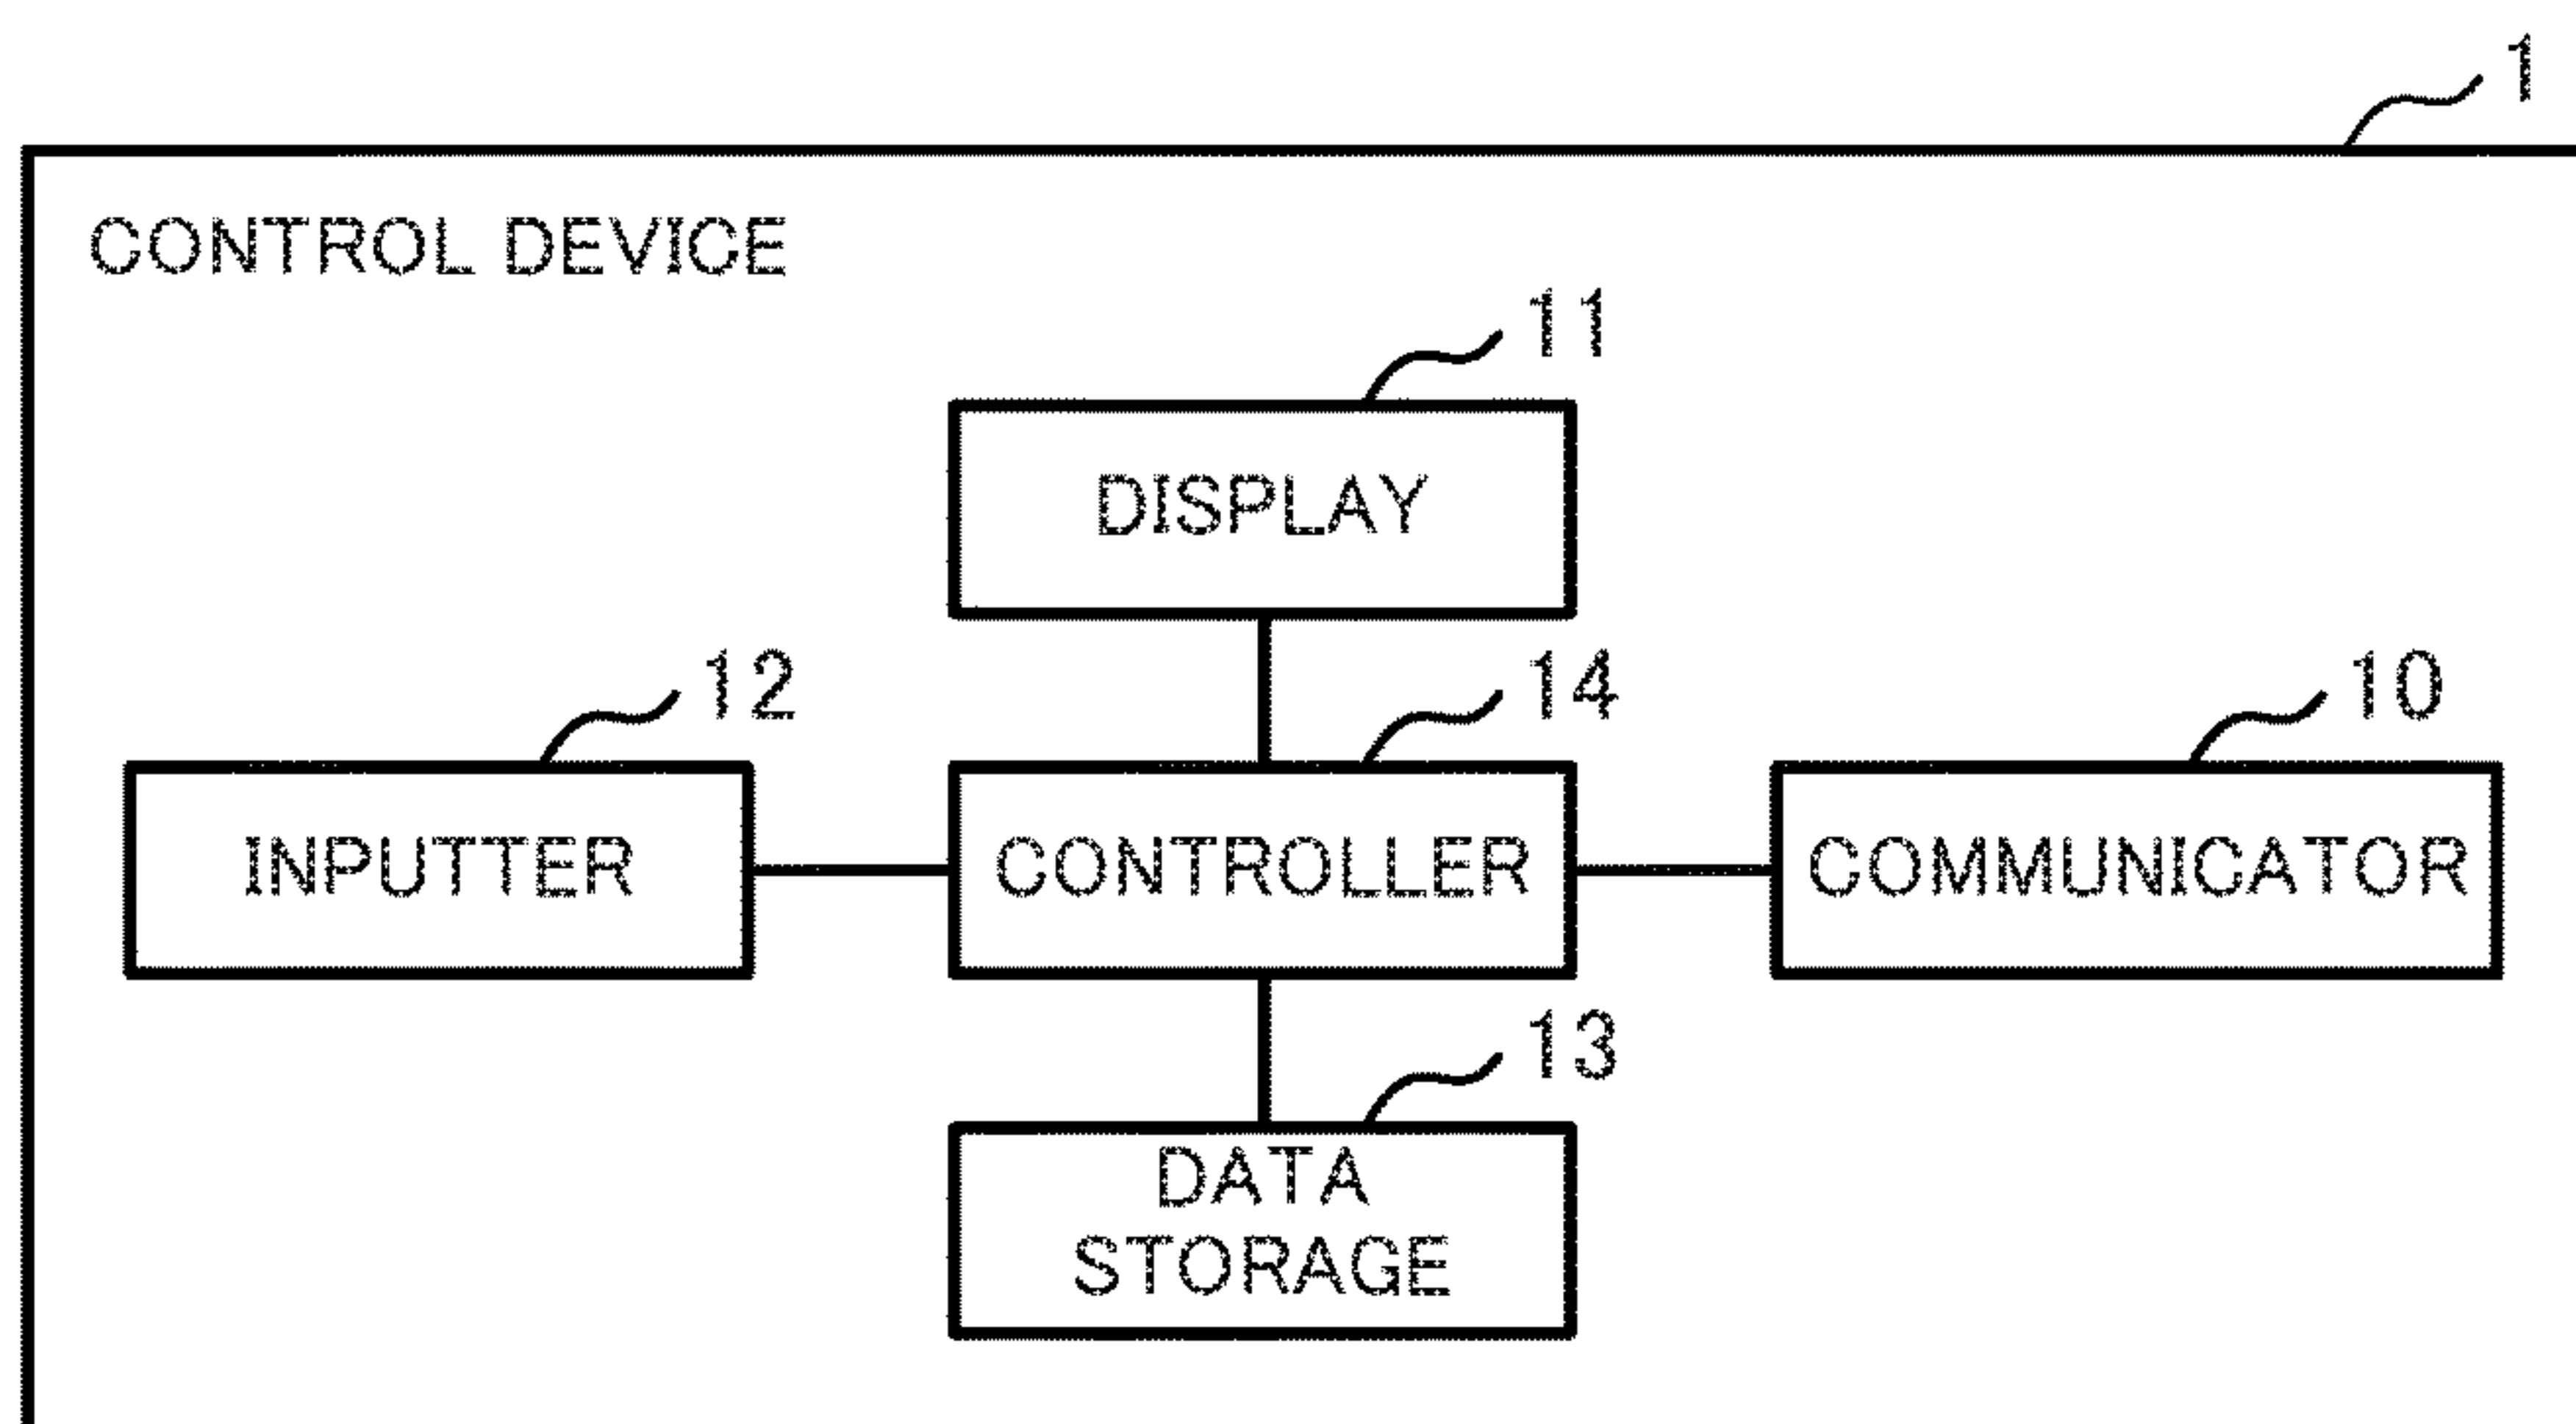 1
CONTROL DEVICE
11
DISPLAY
12
14
10
INPUTTER
CONTROLLER
COMMUNICATOR
13
DATA
STORAGE